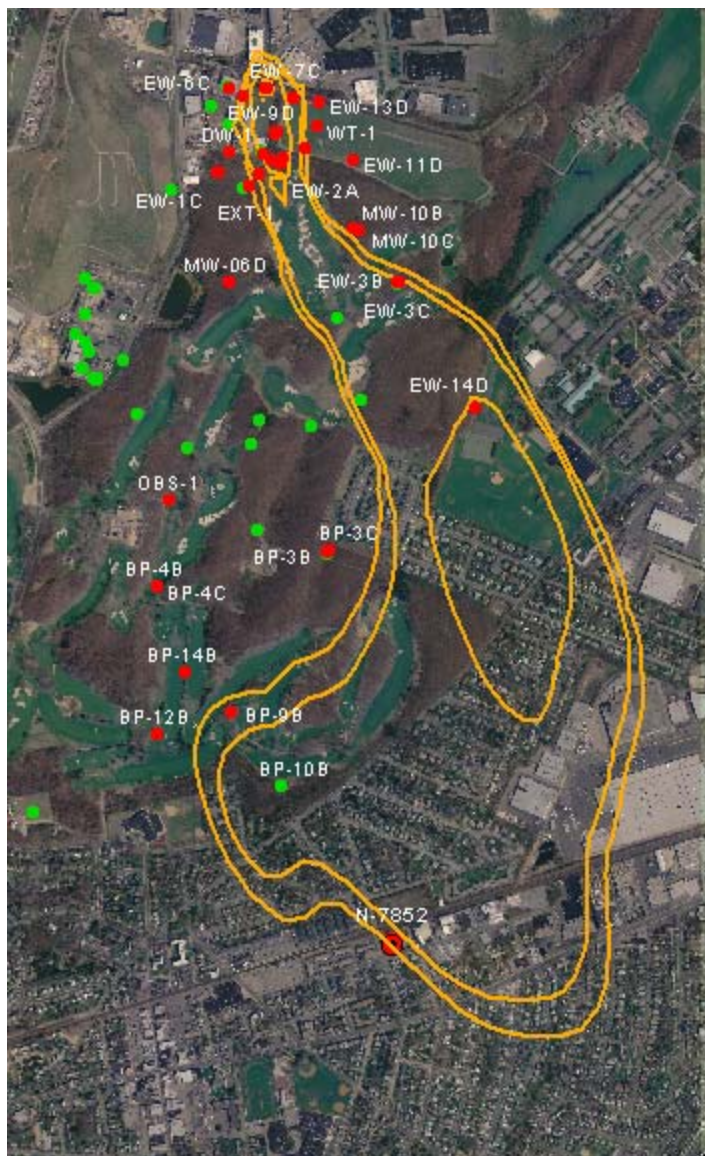 EW-7C
EW-6C
EW-13D
EW-9D
DW-1
WT-1
EW-11D
EW-2A
EW-1C
EXT-1
MW-10B
MW-10C
MW-06D
EW-3B
EW-3C
EW-14D
OBS-1
BP-3C
BP-3B
BP-4B
BP-4C
BP-14B
BP-9B
BP-12B
BP-10B
N-7852